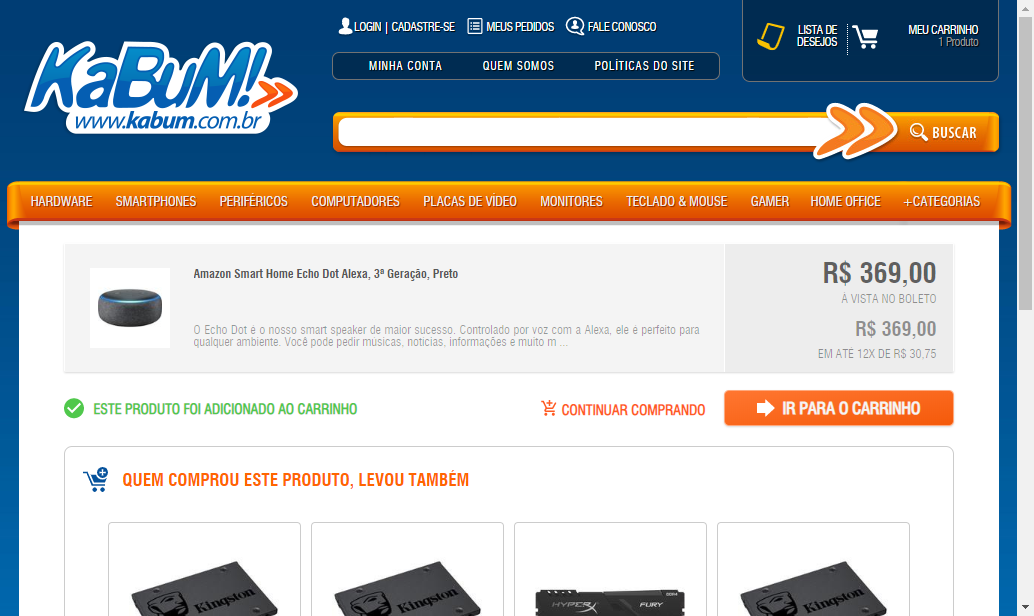 LOGIN | CADASTRE-SE MEUS PEDIDOS FALE CONOSCO
LISTA DE DESEJOS
MEU CARRINHO
1 Produto
KaBuM!
www.kabum.com.br
MINHA CONTA QUEM SOMOS POLÍTICAS DO SITE
BUSCAR
HARDWARE SMARTPHONES PERIFÉRICOS COMPUTADORES PLACAS DE VÍDEO MONITORES TECLADO & MOUSE GAMER HOME OFFICE +CATEGORIAS
Amazon Smart Home Echo Dot Alexa, 3ª Geração, Preto
O Echo Dot é o nosso smart speaker de maior sucesso. Controlado por voz com a Alexa, ele é perfeito para
qualquer ambiente. Você pode pedir músicas, notícias, informações e muito m ...
R$ 369,00
À VISTA NO BOLETO
R$ 369,00
EM ATÉ 12X DE R$ 30,75
ESTE PRODUTO FOI ADICIONADO AO CARRINHO
CONTINUAR COMPRANDO
IR PARA O CARRINHO
QUEM COMPROU ESTE PRODUTO, LEVOU TAMBÉM
Kingston
Kingston
HYPERX FURY DDR4
Kingston